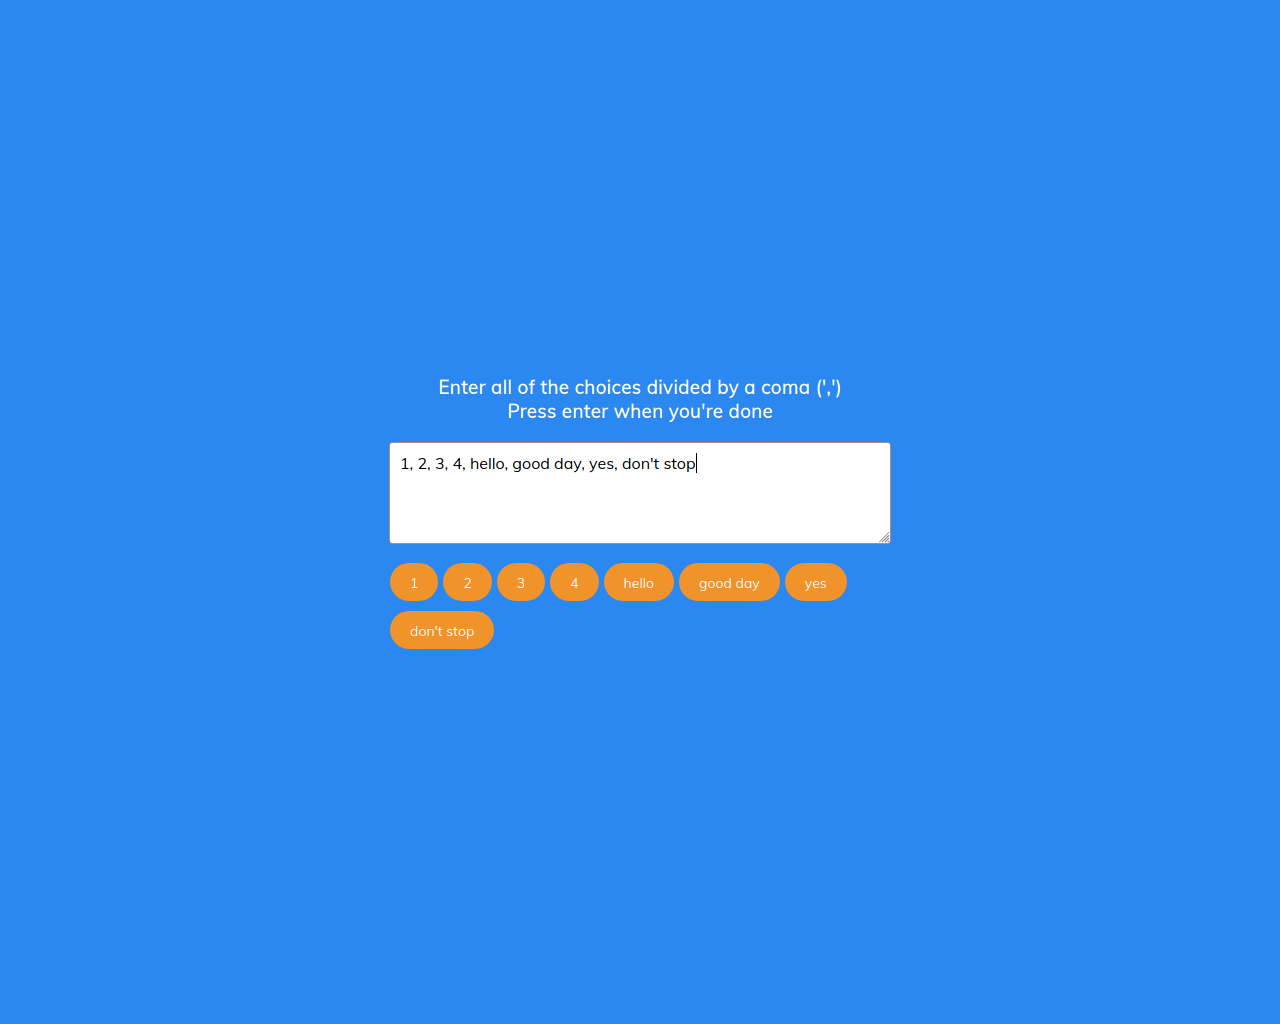 Enter all of the choices divided by a coma (',')
Press enter when you're done
1, 2, 3, 4, hello, good day, yes, don't stop
1 2 3 4 hello good day yes
don't stop